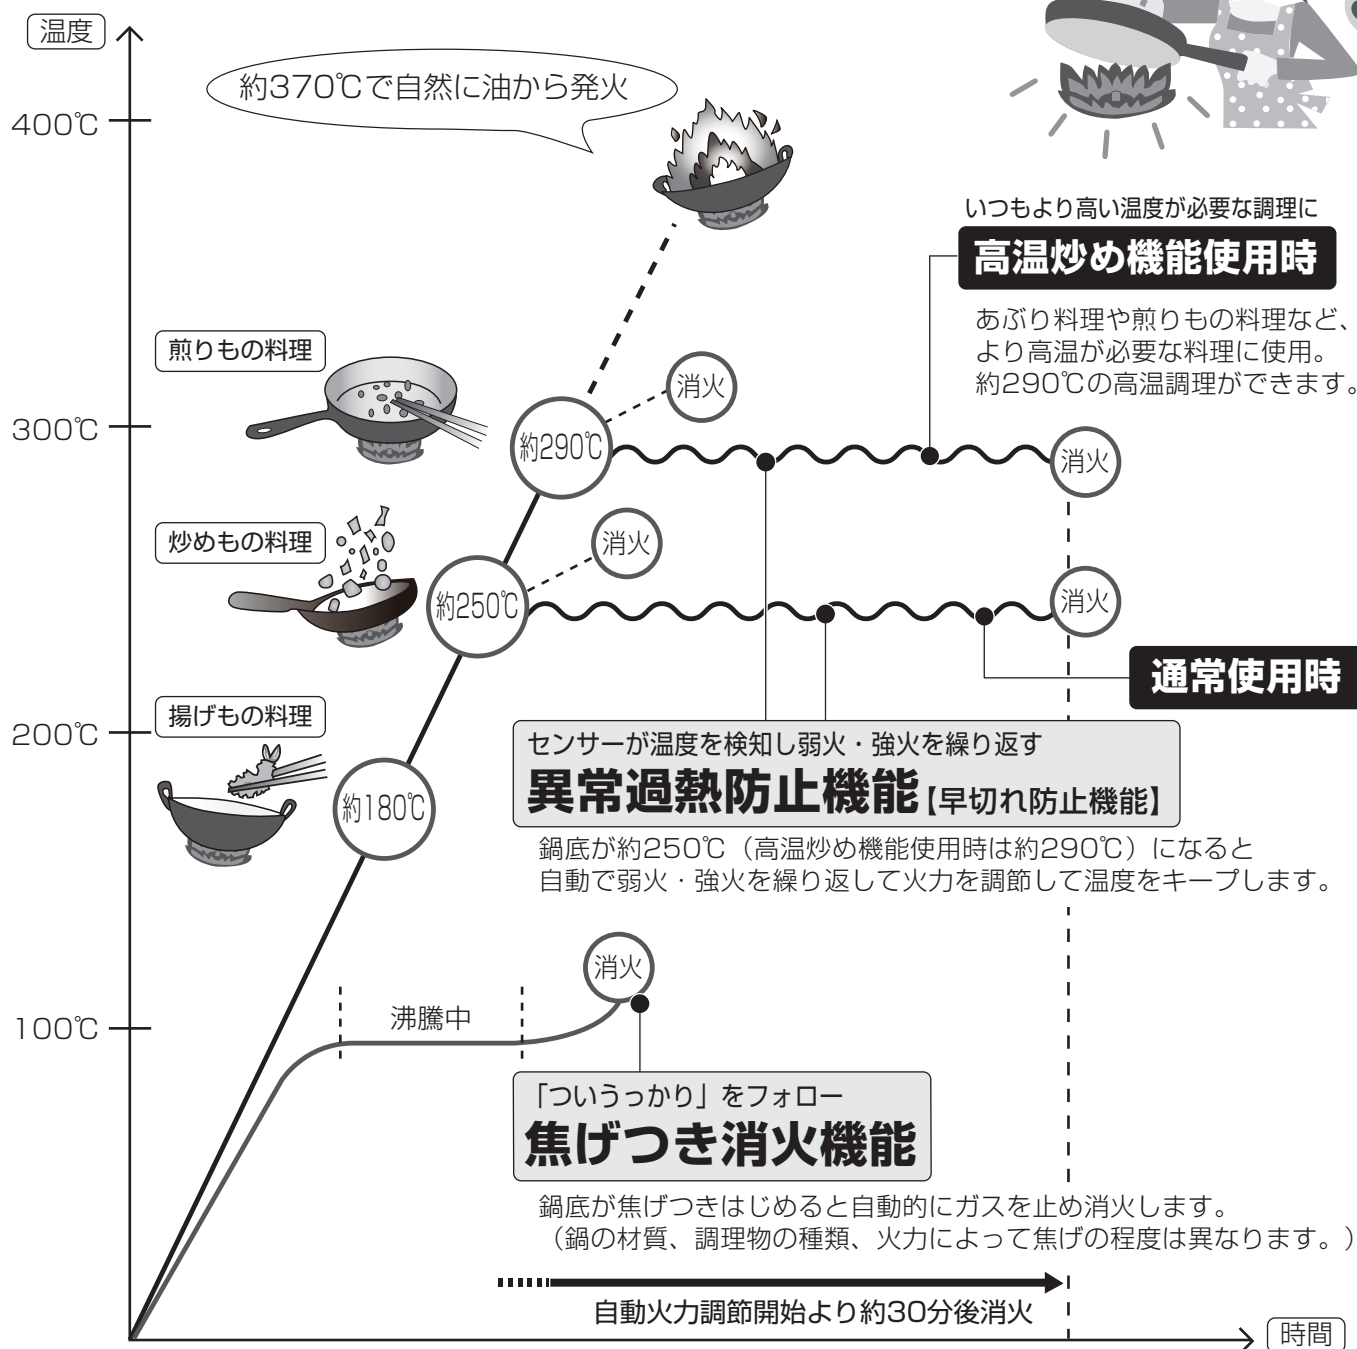 温度
約370℃で自然に油から発火
400℃
いつもより高い温度が必要な調理に
高温炒め機能使用時
あぶり料理や煎りもの料理など、
より高温が必要な料理に使用。
約290℃の高温調理ができます。
煎りもの料理
消火
300℃
約290℃
消火
炒めもの料理
消火
約250℃
消火
通常使用時
揚げもの料理
200℃
約180℃
センサーが温度を検知し弱火・強火を繰り返す
異常過熱防止機能【早切れ防止機能】
鍋底が約250℃（高温炒め機能使用時は約290℃）になると
自動で弱火・強火を繰り返して火力を調節して温度をキープします。
消火
沸騰中
100℃
「ついうっかり」をフォロー
焦げつき消火機能
鍋底が焦げつきはじめると自動的にガスを止め消火します。
（鍋の材質、調理物の種類、火力によって焦げの程度は異なります。）
自動火力調節開始より約30分後消火
時間